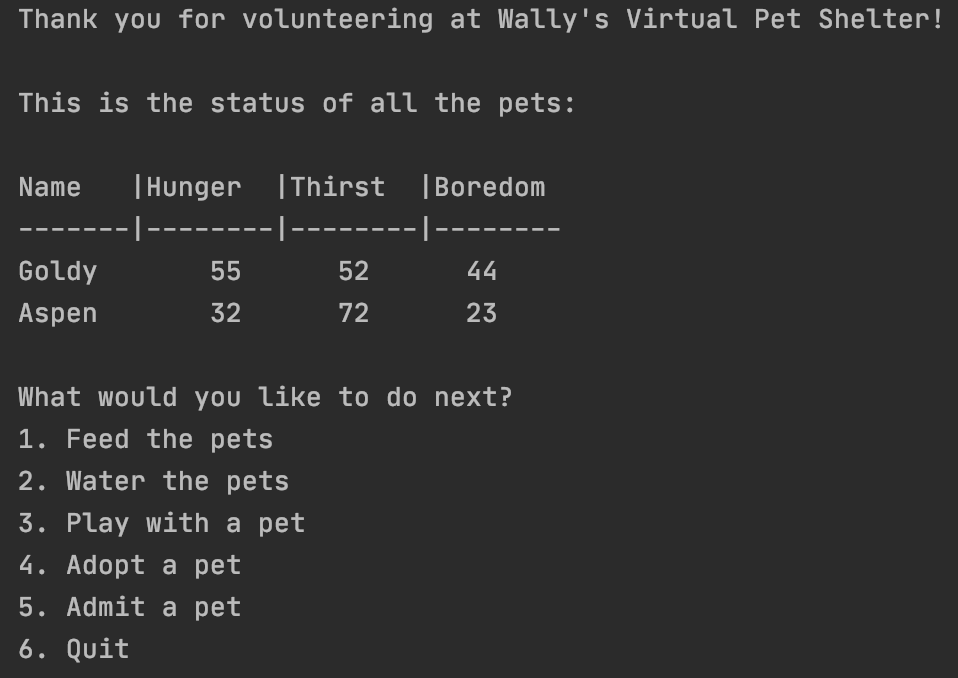 Thank you for volunteering at Wally's Virtual Pet Shelter!
This is the status of all the pets:
Name   |Hunger  |Thirst  |Boredom
-------|--------|--------|--------
Goldy       55      52      44
Aspen       32      72      23
What would you like to do next?
1. Feed the pets
2. Water the pets
3. Play with a pet
4. Adopt a pet
5. Admit a pet
6. Quit